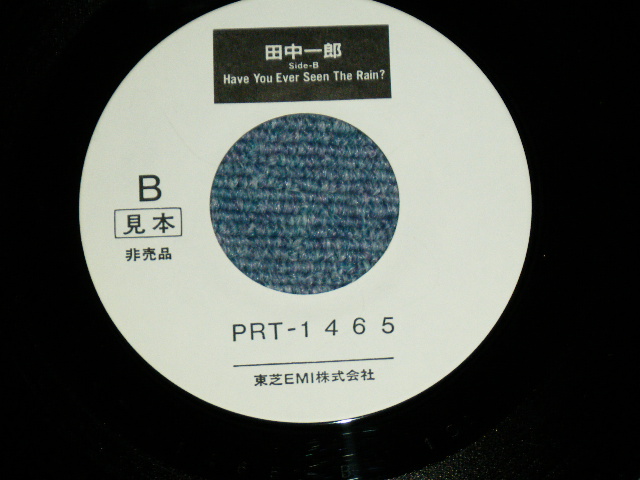 田中一郎
Side-B
Have You Ever Seen The Rain?
B
見本
非売品
PRT-1465
東芝EMI株式会社